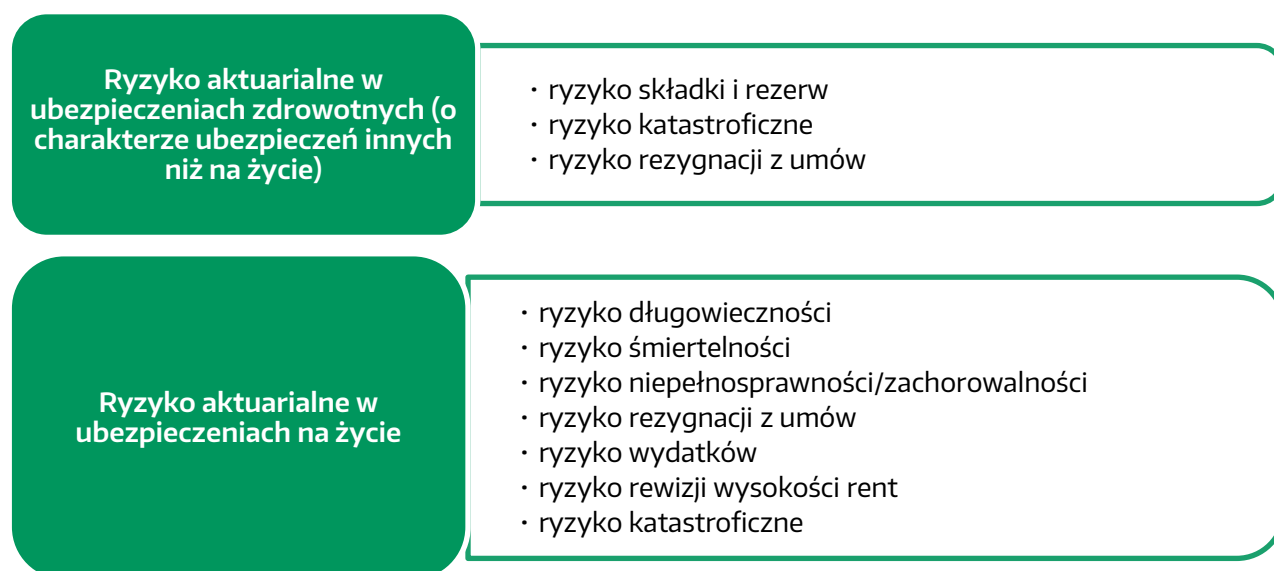 Ryzyko aktuarialne w
ubezpieczeniach zdrowotnych (o
charakterze ubezpieczeń innych
niż na życie)
· ryzyko składki i rezerw
· ryzyko katastroficzne
· ryzyko rezygnacji z umów
Ryzyko aktuarialne w
ubezpieczeniach na życie
· ryzyko długowieczności
· ryzyko śmiertelności
· ryzyko niepełnosprawności/zachorowalności
· ryzyko rezygnacji z umów
· ryzyko wydatków
· ryzyko rewizji wysokości rent
· ryzyko katastroficzne